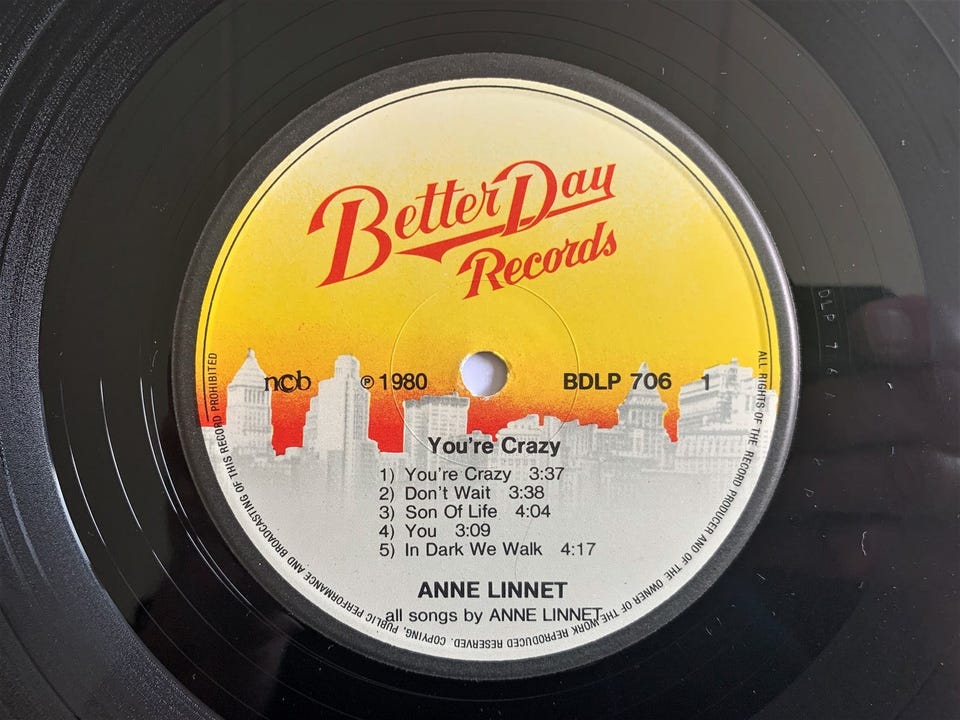 Better Day
Records
ncb
℗ 1980
BDLP 706 1
You're Crazy
1) You're Crazy 3:37
2) Don't Wait 3:38
3) Son Of Life 4:04
4) You 3:09
5) In Dark We Walk 4:17
ANNE LINNET
all songs by ANNE LINNET
ALL RIGHTS OF THE RECORD PRODUCER AND OF THE OWNER OF THE WORK REPRODUCED RESERVED. COPYING, PUBLIC PERFORMANCE AND BROADCASTING OF THIS RECORD PROHIBITED